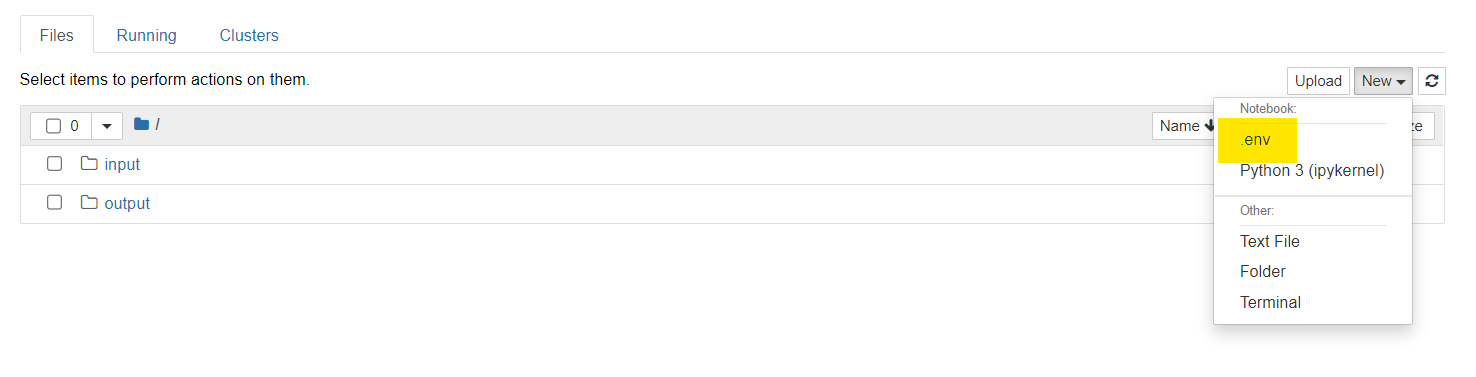 Files Running Clusters
Select items to perform actions on them.
Upload New
0 / Name
Notebook:
.env
Python 3 (ipykernel)
input
output
Other:
Text File
Folder
Terminal